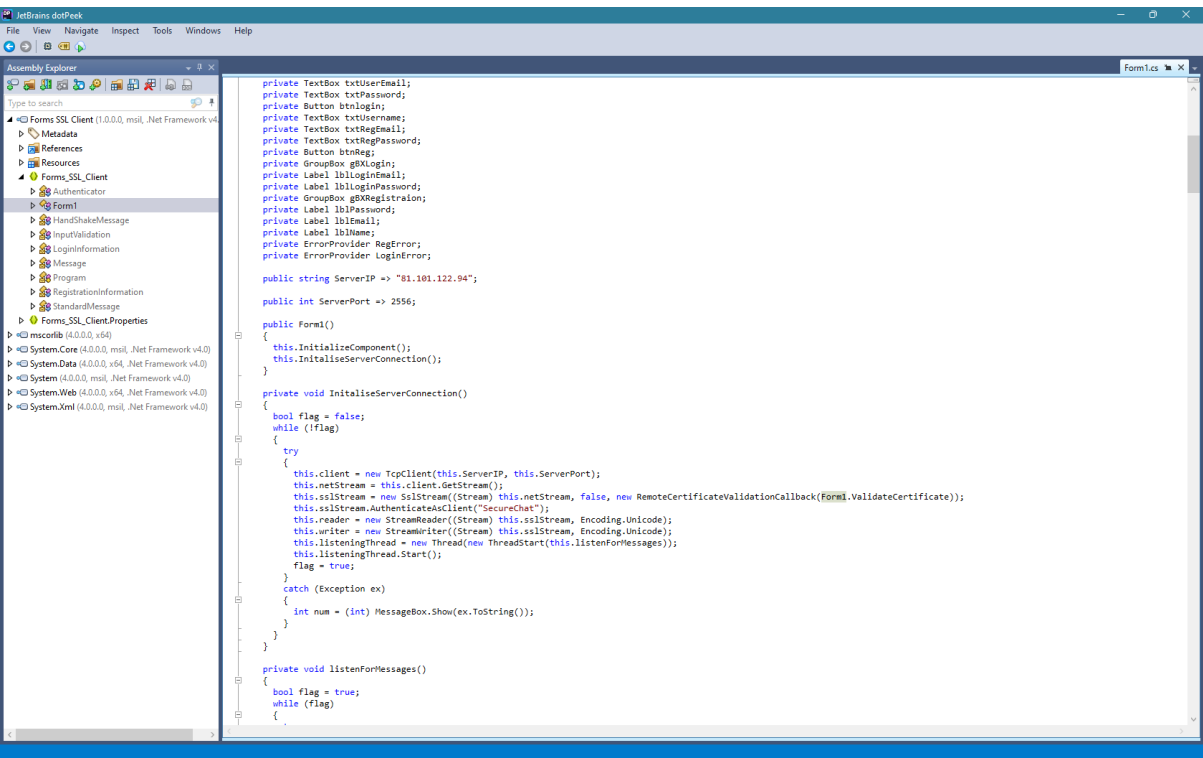 JetBrains dotPeek
File View Navigate Inspect Tools Windows Help
Assembly Explorer
Type to search
Forms SSL Client (1.0.0.0, msil, .Net Framework v4.
Metadata
References
Resources
Forms_SSL_Client
Authenticator
Form1
HandShakeMessage
InputValidation
LoginInformation
Message
Program
RegistrationInformation
StandardMessage
Forms_SSL_Client.Properties
mscorlib (4.0.0.0, x64)
System.Core (4.0.0.0, msil, .Net Framework v4.0)
System.Data (4.0.0.0, x64, .Net Framework v4.0)
System (4.0.0.0, msil, .Net Framework v4.0)
System.Web (4.0.0.0, x64, .Net Framework v4.0)
System.Xml (4.0.0.0, msil, .Net Framework v4.0)
Form1.cs
private TextBox txtUserEmail;
private TextBox txtPassword;
private Button btnlogin;
private TextBox txtUsername;
private TextBox txtRegEmail;
private TextBox txtRegPassword;
private Button btnReg;
private GroupBox gBXLogin;
private Label lblLoginEmail;
private Label lblLoginPassword;
private GroupBox gBXRegistraion;
private Label lblPassword;
private Label lblEmail;
private Label lblName;
private ErrorProvider RegError;
private ErrorProvider LoginError;
public string ServerIP => "81.101.122.94";
public int ServerPort => 2556;
public Form1()
{
this.InitializeComponent();
this.InitaliseServerConnection();
}
private void InitaliseServerConnection()
{
bool flag = false;
while (!flag)
{
try
{
this.client = new TcpClient(this.ServerIP, this.ServerPort);
this.netStream = this.client.GetStream();
this.sslStream = new SslStream((Stream) this.netStream, false, new RemoteCertificateValidationCallback(Form1.ValidateCertificate));
this.sslStream.AuthenticateAsClient("SecureChat");
this.reader = new StreamReader((Stream) this.sslStream, Encoding.Unicode);
this.writer = new StreamWriter((Stream) this.sslStream, Encoding.Unicode);
this.listeningThread = new Thread(new ThreadStart(this.listenForMessages));
this.listeningThread.Start();
flag = true;
}
catch (Exception ex)
{
int num = (int) MessageBox.Show(ex.ToString());
}
}
}
private void listenForMessages()
{
bool flag = true;
while (flag)
{